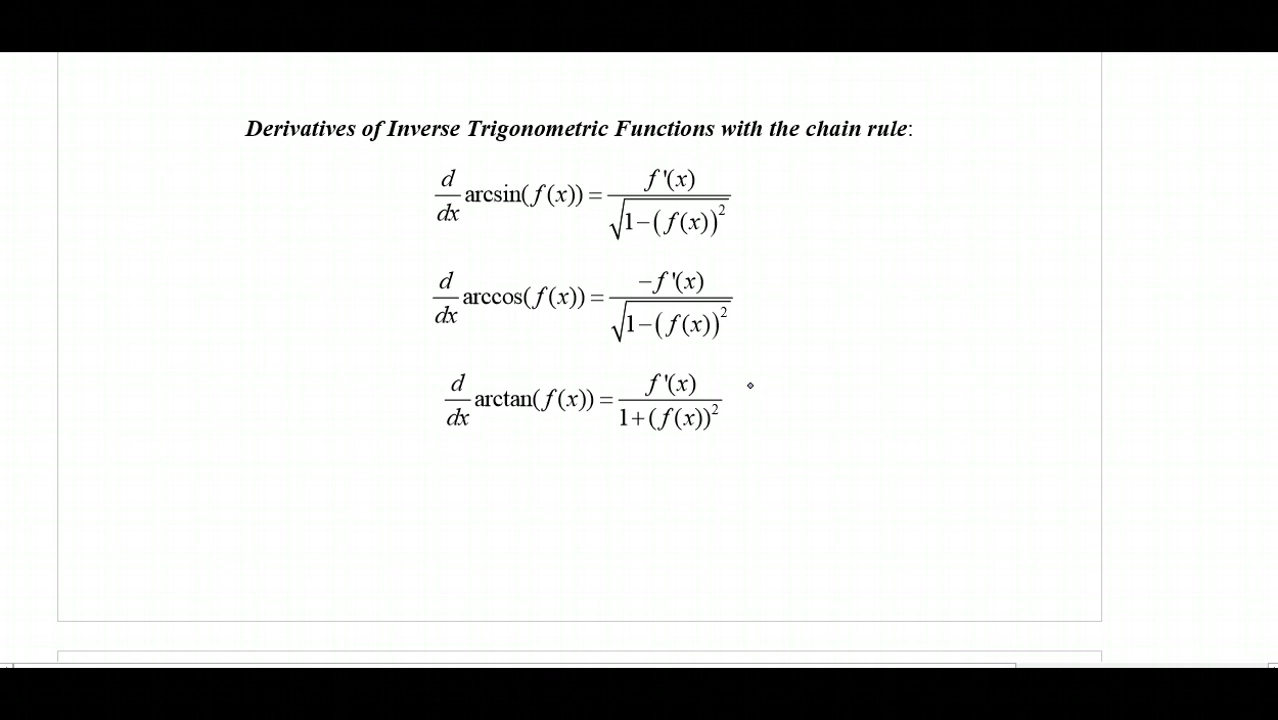 Derivatives of Inverse Trigonometric Functions with the chain rule:
d/dx arcsin(f(x)) = f'(x) / √(1−(f(x))²)
d/dx arccos(f(x)) = −f'(x) / √(1−(f(x))²)
d/dx arctan(f(x)) = f'(x) / 1+(f(x))²